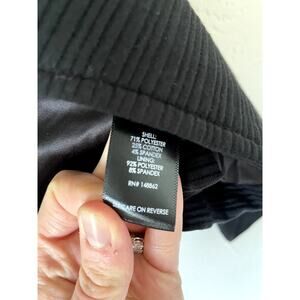 SHELL:
71% POLYESTER
25% COTTON
4% SPANDEX
LINING:
92% POLYESTER
8% SPANDEX
RN# 148862
CARE ON REVERSE